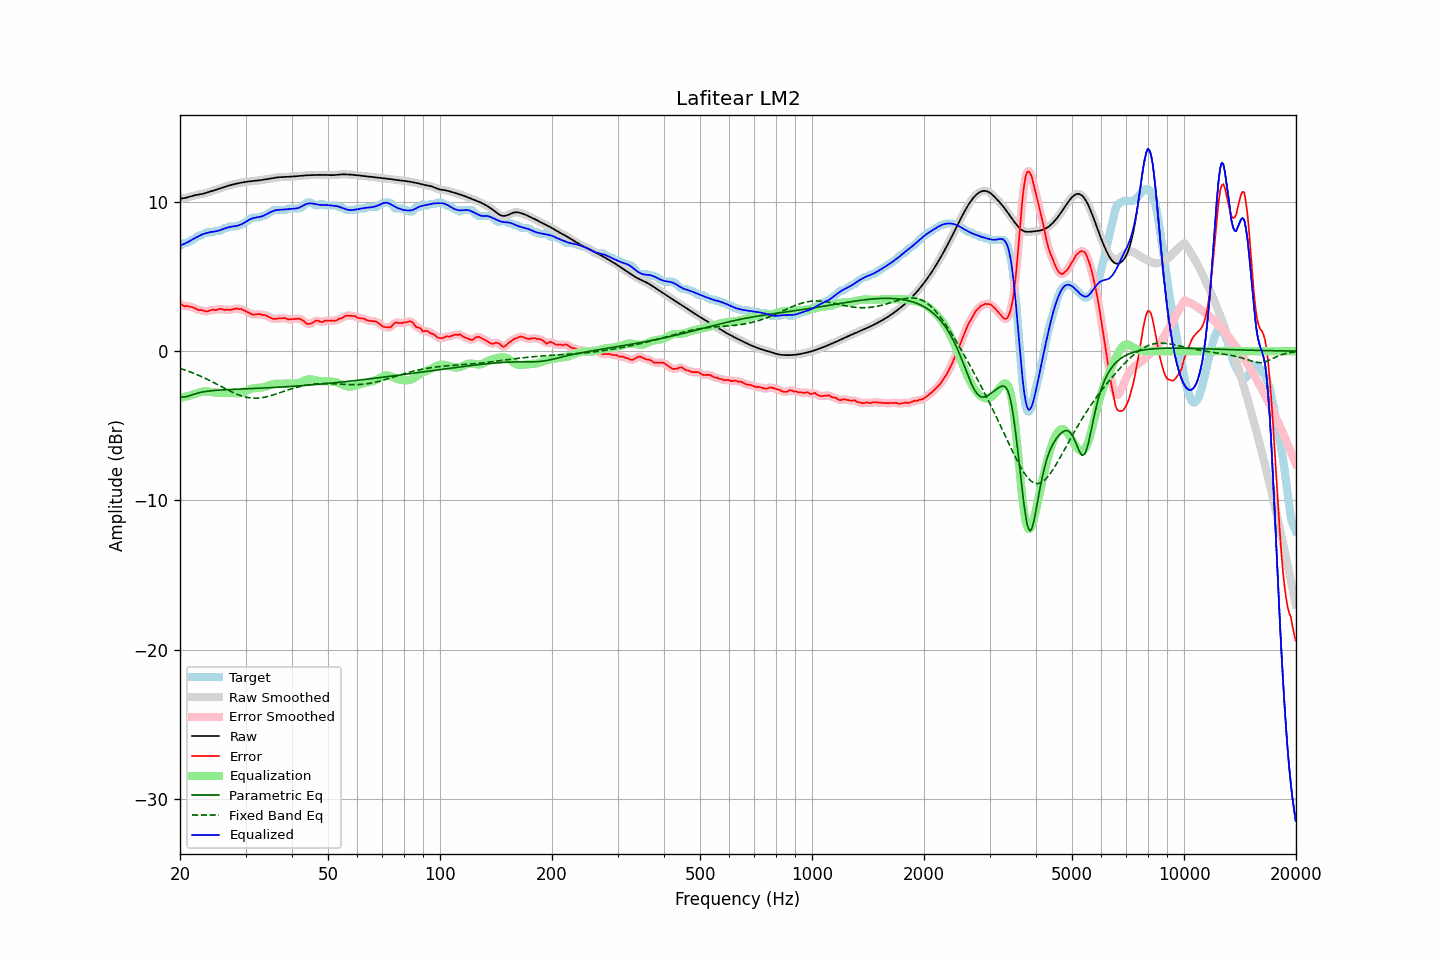 Lafitear LM2
Amplitude (dBr)
10
0
−10
−20
−30
Target
Raw Smoothed
Error Smoothed
Raw
Error
Equalization
Parametric Eq
Fixed Band Eq
Equalized
20 50 100 200 500 1000 2000 5000 10000 20000
Frequency (Hz)